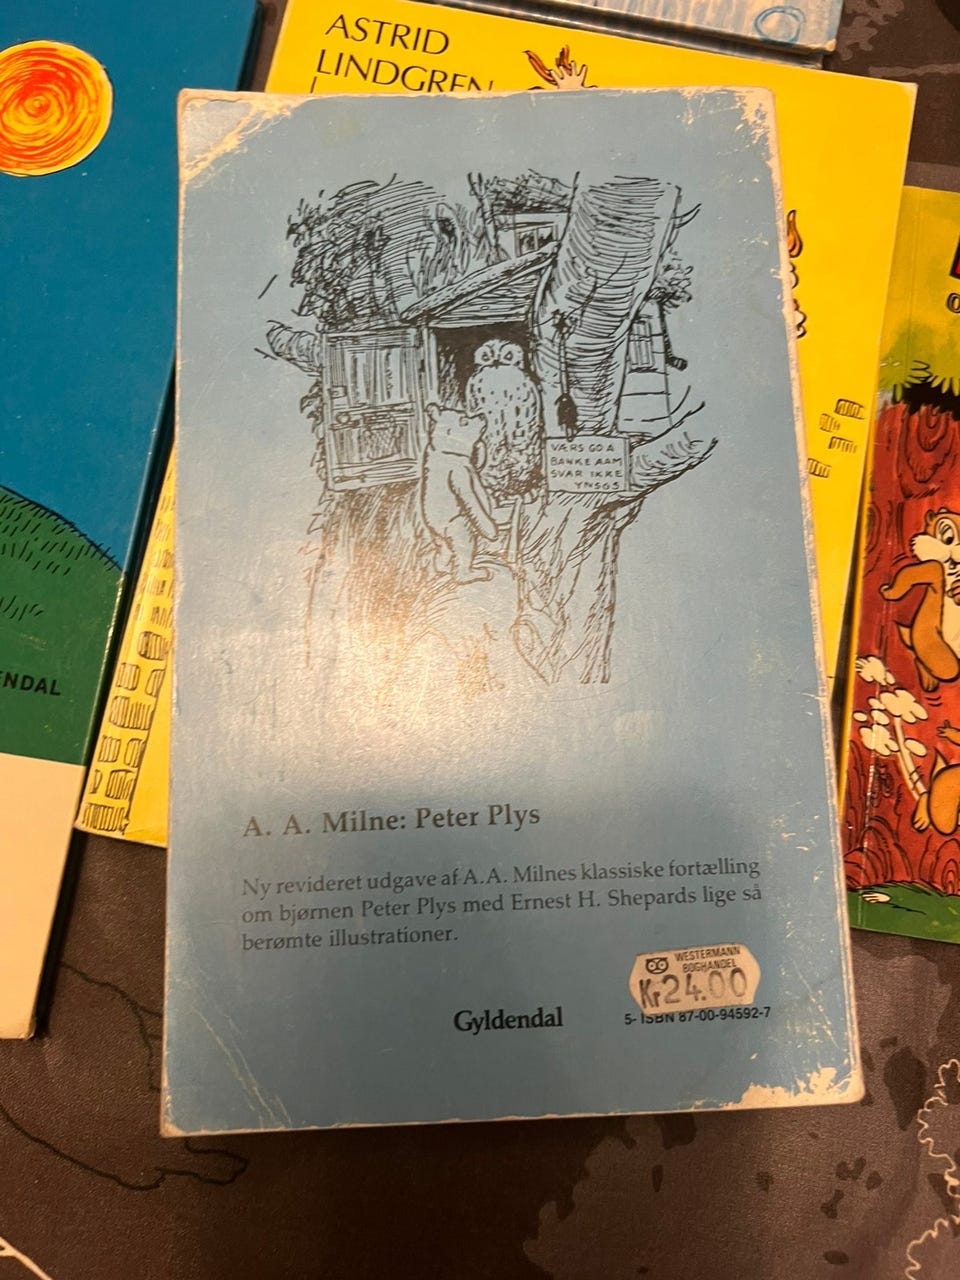 ASTRID
LINDGREN
VÆRS GO Å
BANKE AAM
SVAR IKKE
YNSOS
NDAL
A. A. Milne: Peter Plys
Ny revideret udgave af A.A. Milnes klassiske fortælling
om bjørnen Peter Plys med Ernest H. Shepards lige så
berømte illustrationer.
WESTERMANN
BOGHANDEL
Kr 24.00
Gyldendal
5- ISBN 87-00-94592-7